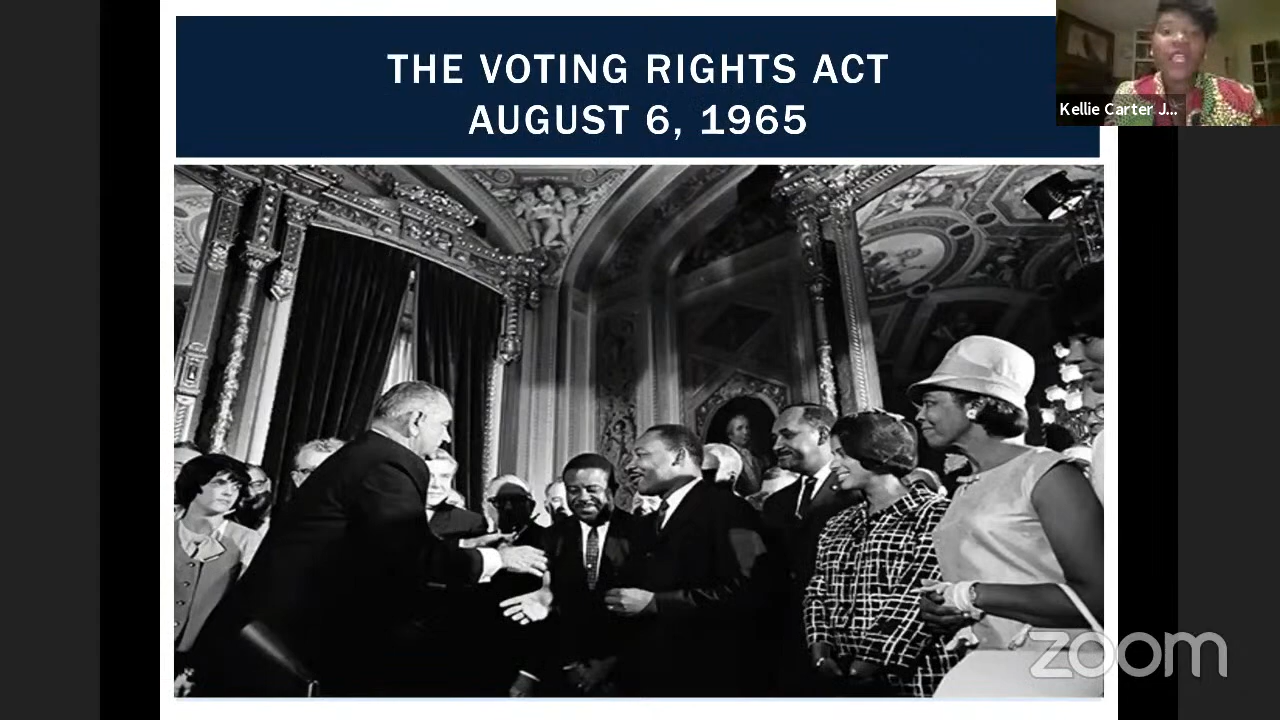 THE VOTING RIGHTS ACT
AUGUST 6, 1965
Kellie Carter J...
zoom